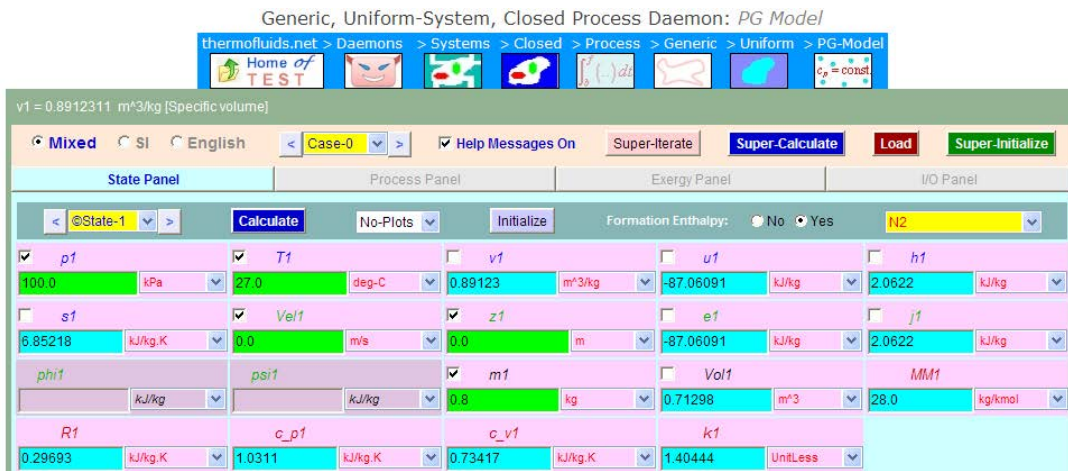 Generic, Uniform-System, Closed Process Daemon: PG Model
thermofluids.net > Daemons > Systems > Closed > Process > Generic > Uniform > PG-Model
Home of TEST
∫(..)dt
c_p = const.
v1 = 0.8912311 m^3/kg [Specific volume]
Mixed SI English < Case-0 > Help Messages On Super-Iterate Super-Calculate Load Super-Initialize
State Panel Process Panel Exergy Panel I/O Panel
< ©State-1 > Calculate No-Plots Initialize Formation Enthalpy: No Yes N2
p1 T1 v1 u1 h1
100.0 kPa 27.0 deg-C 0.89123 m^3/kg -87.06091 kJ/kg 2.0622 kJ/kg
s1 Vel1 z1 e1 j1
6.85218 kJ/kg.K 0.0 m/s 0.0 m -87.06091 kJ/kg 2.0622 kJ/kg
phi1 psi1 m1 Vol1 MM1
kJ/kg kJ/kg 0.8 kg 0.71298 m^3 28.0 kg/kmol
R1 c_p1 c_v1 k1
0.29693 kJ/kg.K 1.0311 kJ/kg.K 0.73417 kJ/kg.K 1.40444 UnitLess